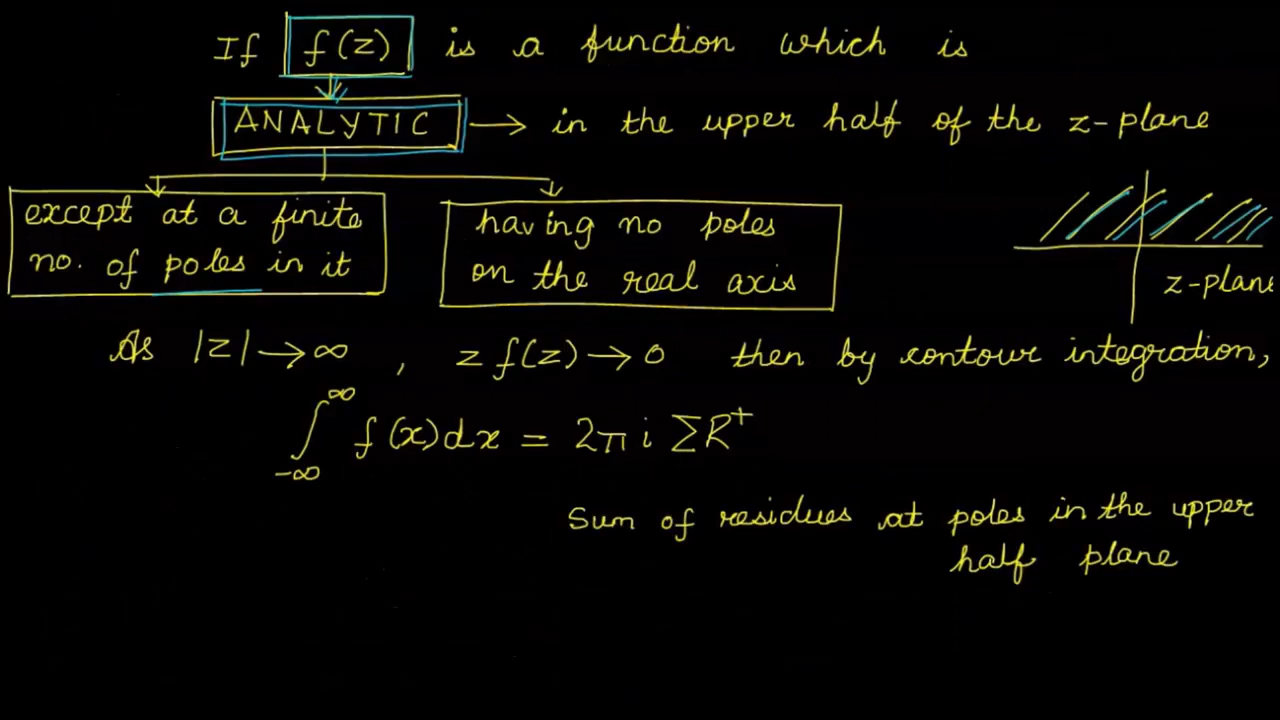 If f(z) is a function which is
ANALYTIC → in the upper half of the z-plane
except at a finite
no. of poles in it
having no poles
on the real axis
z-plane
As |z| → ∞ , z f(z) → 0 then by contour integration,
∫_{-∞}^{∞} f(x)dx = 2πi ΣR⁺
Sum of residues at poles in the upper
half plane